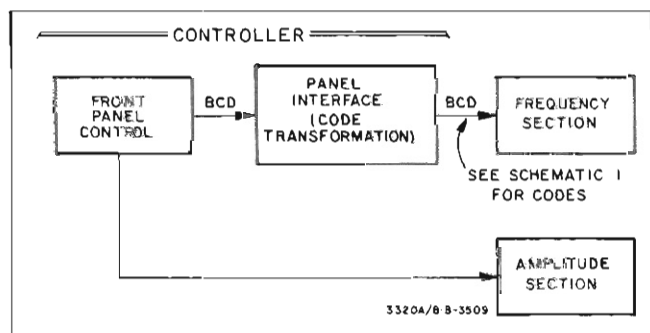 CONTROLLER
FRONT
PANEL
CONTROL
BCD
PANEL
INTERFACE
(CODE
TRANSFORMATION)
BCD
FREQUENCY
SECTION
SEE SCHEMATIC 1
FOR CODES
AMPLITUDE
SECTION
3320A/B-B-3509